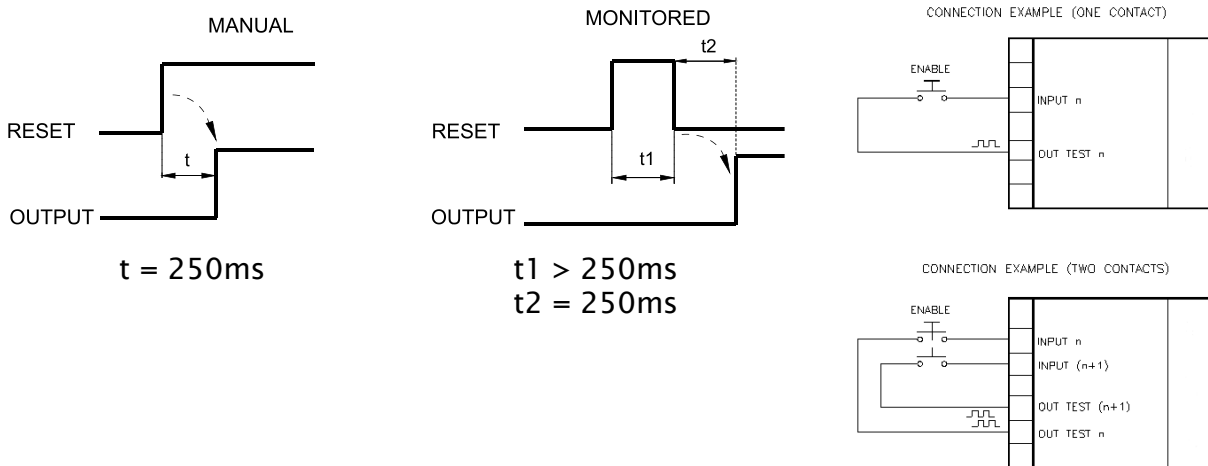 MANUAL
RESET
t
OUTPUT
t = 250ms
MONITORED
t2
RESET
t1
OUTPUT
t1 > 250ms
t2 = 250ms
CONNECTION EXAMPLE (ONE CONTACT)
ENABLE
INPUT n
OUT TEST n
CONNECTION EXAMPLE (TWO CONTACTS)
ENABLE
INPUT n
INPUT (n+1)
OUT TEST (n+1)
OUT TEST n